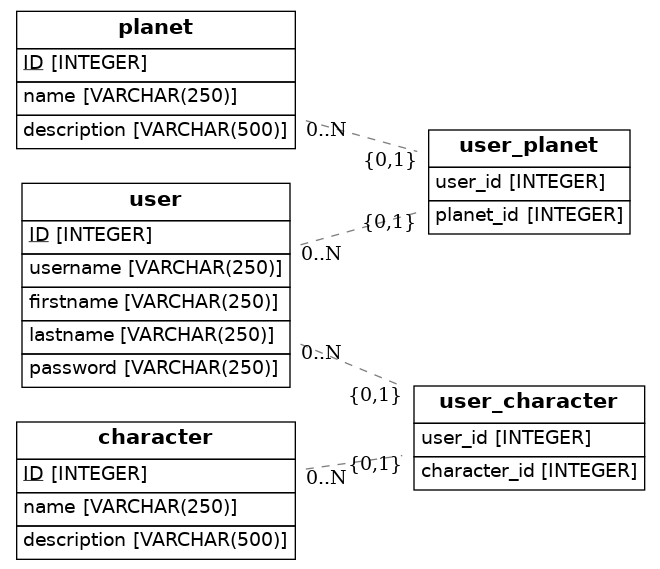 planet
ID [INTEGER]
name [VARCHAR(250)]
description [VARCHAR(500)]
0..N
{0,1}
user_planet
user_id [INTEGER]
planet_id [INTEGER]
user
ID [INTEGER]
username [VARCHAR(250)]
firstname [VARCHAR(250)]
lastname [VARCHAR(250)]
password [VARCHAR(250)]
{0,1}
0..N
0..N
{0,1}
user_character
user_id [INTEGER]
character_id [INTEGER]
character
ID [INTEGER]
name [VARCHAR(250)]
description [VARCHAR(500)]
{0,1}
0..N